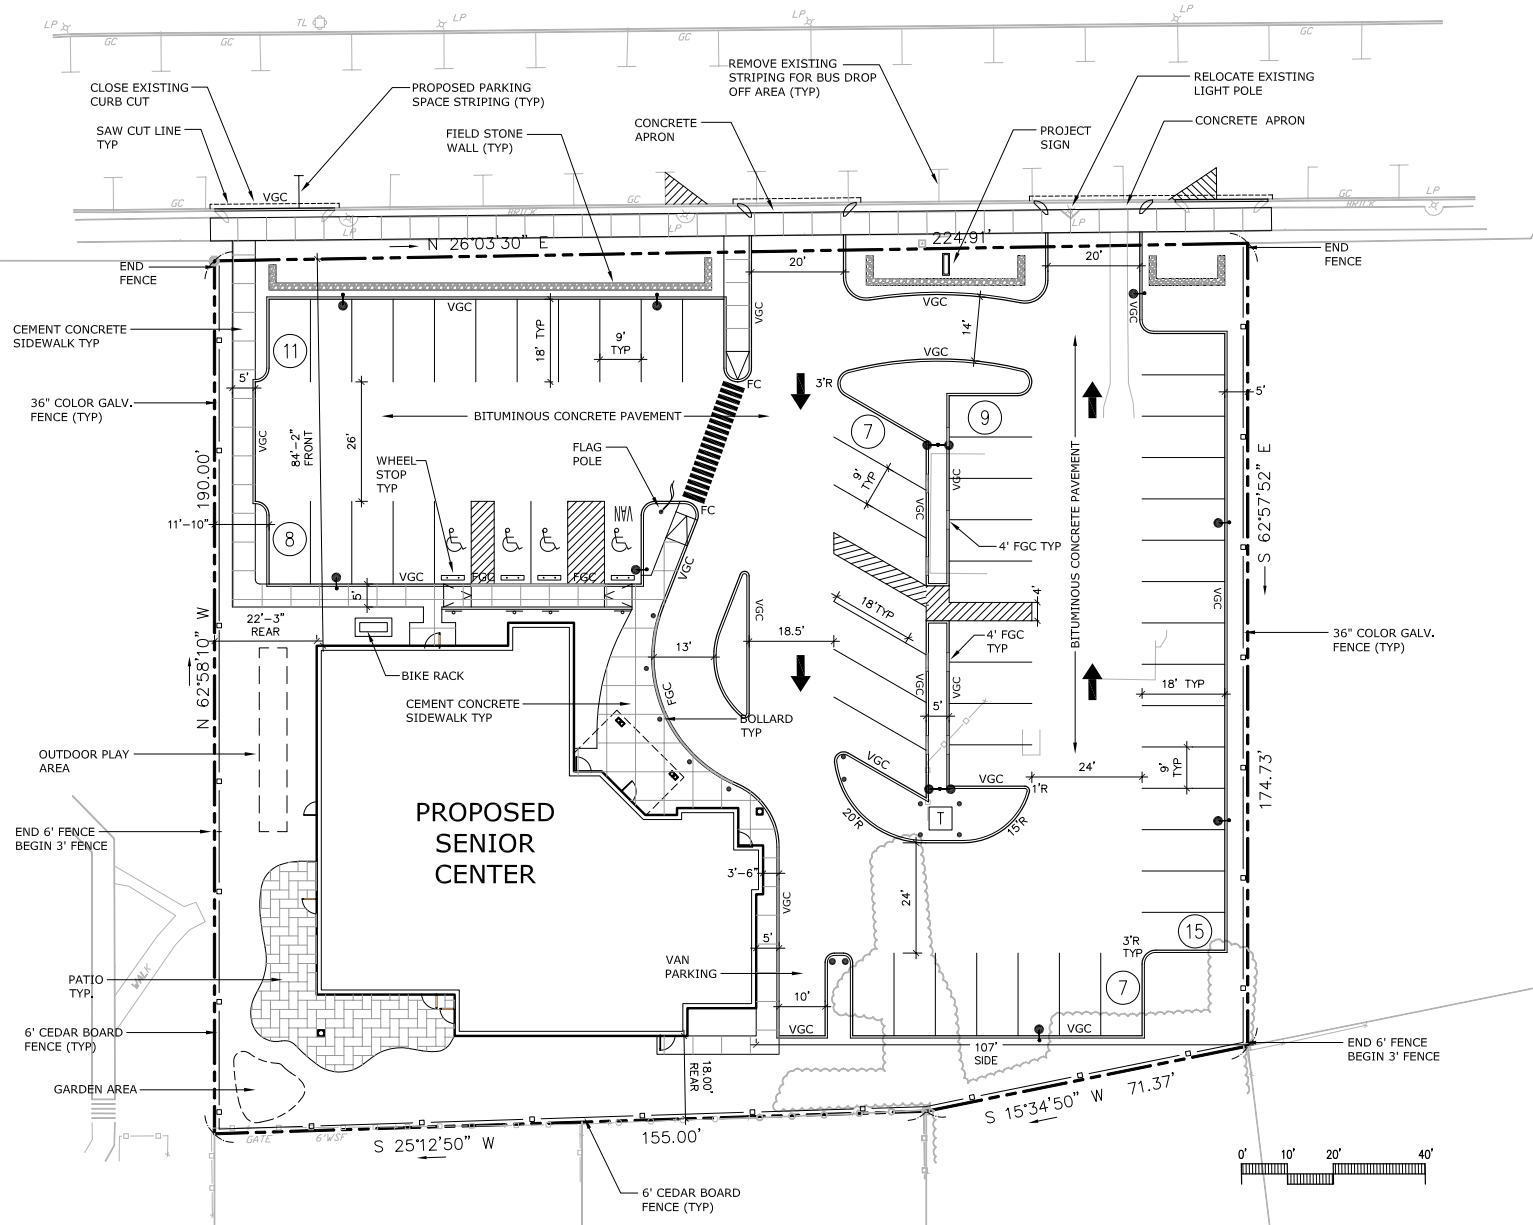 LP
TL
LP
LP
LP
GC
GC
GC
GC
CLOSE EXISTING
CURB CUT
SAW CUT LINE
TYP
PROPOSED PARKING
SPACE STRIPING (TYP)
FIELD STONE
WALL (TYP)
CONCRETE
APRON
REMOVE EXISTING
STRIPING FOR BUS DROP
OFF AREA (TYP)
PROJECT
SIGN
RELOCATE EXISTING
LIGHT POLE
CONCRETE APRON
VGC
GC
GC
GC
LP
BRICK
BRICK
LP
LP
LP
N 26°03'30" E
224.91'
END
FENCE
END
FENCE
20'
20'
VGC
VGC
VGC
VGC
CEMENT CONCRETE
SIDEWALK TYP
11
18' TYP
9'
TYP
14'
VGC
5'
3'R
FC
5'
36" COLOR GALV.
FENCE (TYP)
BITUMINOUS CONCRETE PAVEMENT
7
9
VGC
84'-2"
FRONT
26'
FLAG
POLE
WHEEL
STOP
TYP
9'
TYP
VGC
VGC
BITUMINOUS CONCRETE PAVEMENT
190.00'
S 62°57'52" E
11'-10"
8
VAN
FC
4' FGC TYP
VGC
FGC
FGC
VGC
5'
4'
VGC
18'TYP
22'-3"
REAR
VGC
18.5'
4' FGC
TYP
36" COLOR GALV.
FENCE (TYP)
13'
N 62°58'10" W
BIKE RACK
FGC
VGC
VGC
18' TYP
CEMENT CONCRETE
SIDEWALK TYP
5'
BOLLARD
TYP
OUTDOOR PLAY
AREA
VGC
VGC
24'
9'
TYP
174.73'
1'R
PROPOSED
SENIOR
CENTER
20'R
T
15'R
END 6' FENCE
BEGIN 3' FENCE
3'-6"
VGC
24'
15
5'
3'R
TYP
VAN
PARKING
WALK
PATIO
TYP.
7
10'
VGC
VGC
6' CEDAR BOARD
FENCE (TYP)
107'
SIDE
END 6' FENCE
BEGIN 3' FENCE
18.00'
REAR
GARDEN AREA
71.37'
S 15°34'50" W
GATE
6'WSF
155.00'
S 25°12'50" W
0'
10'
20'
40'
6' CEDAR BOARD
FENCE (TYP)